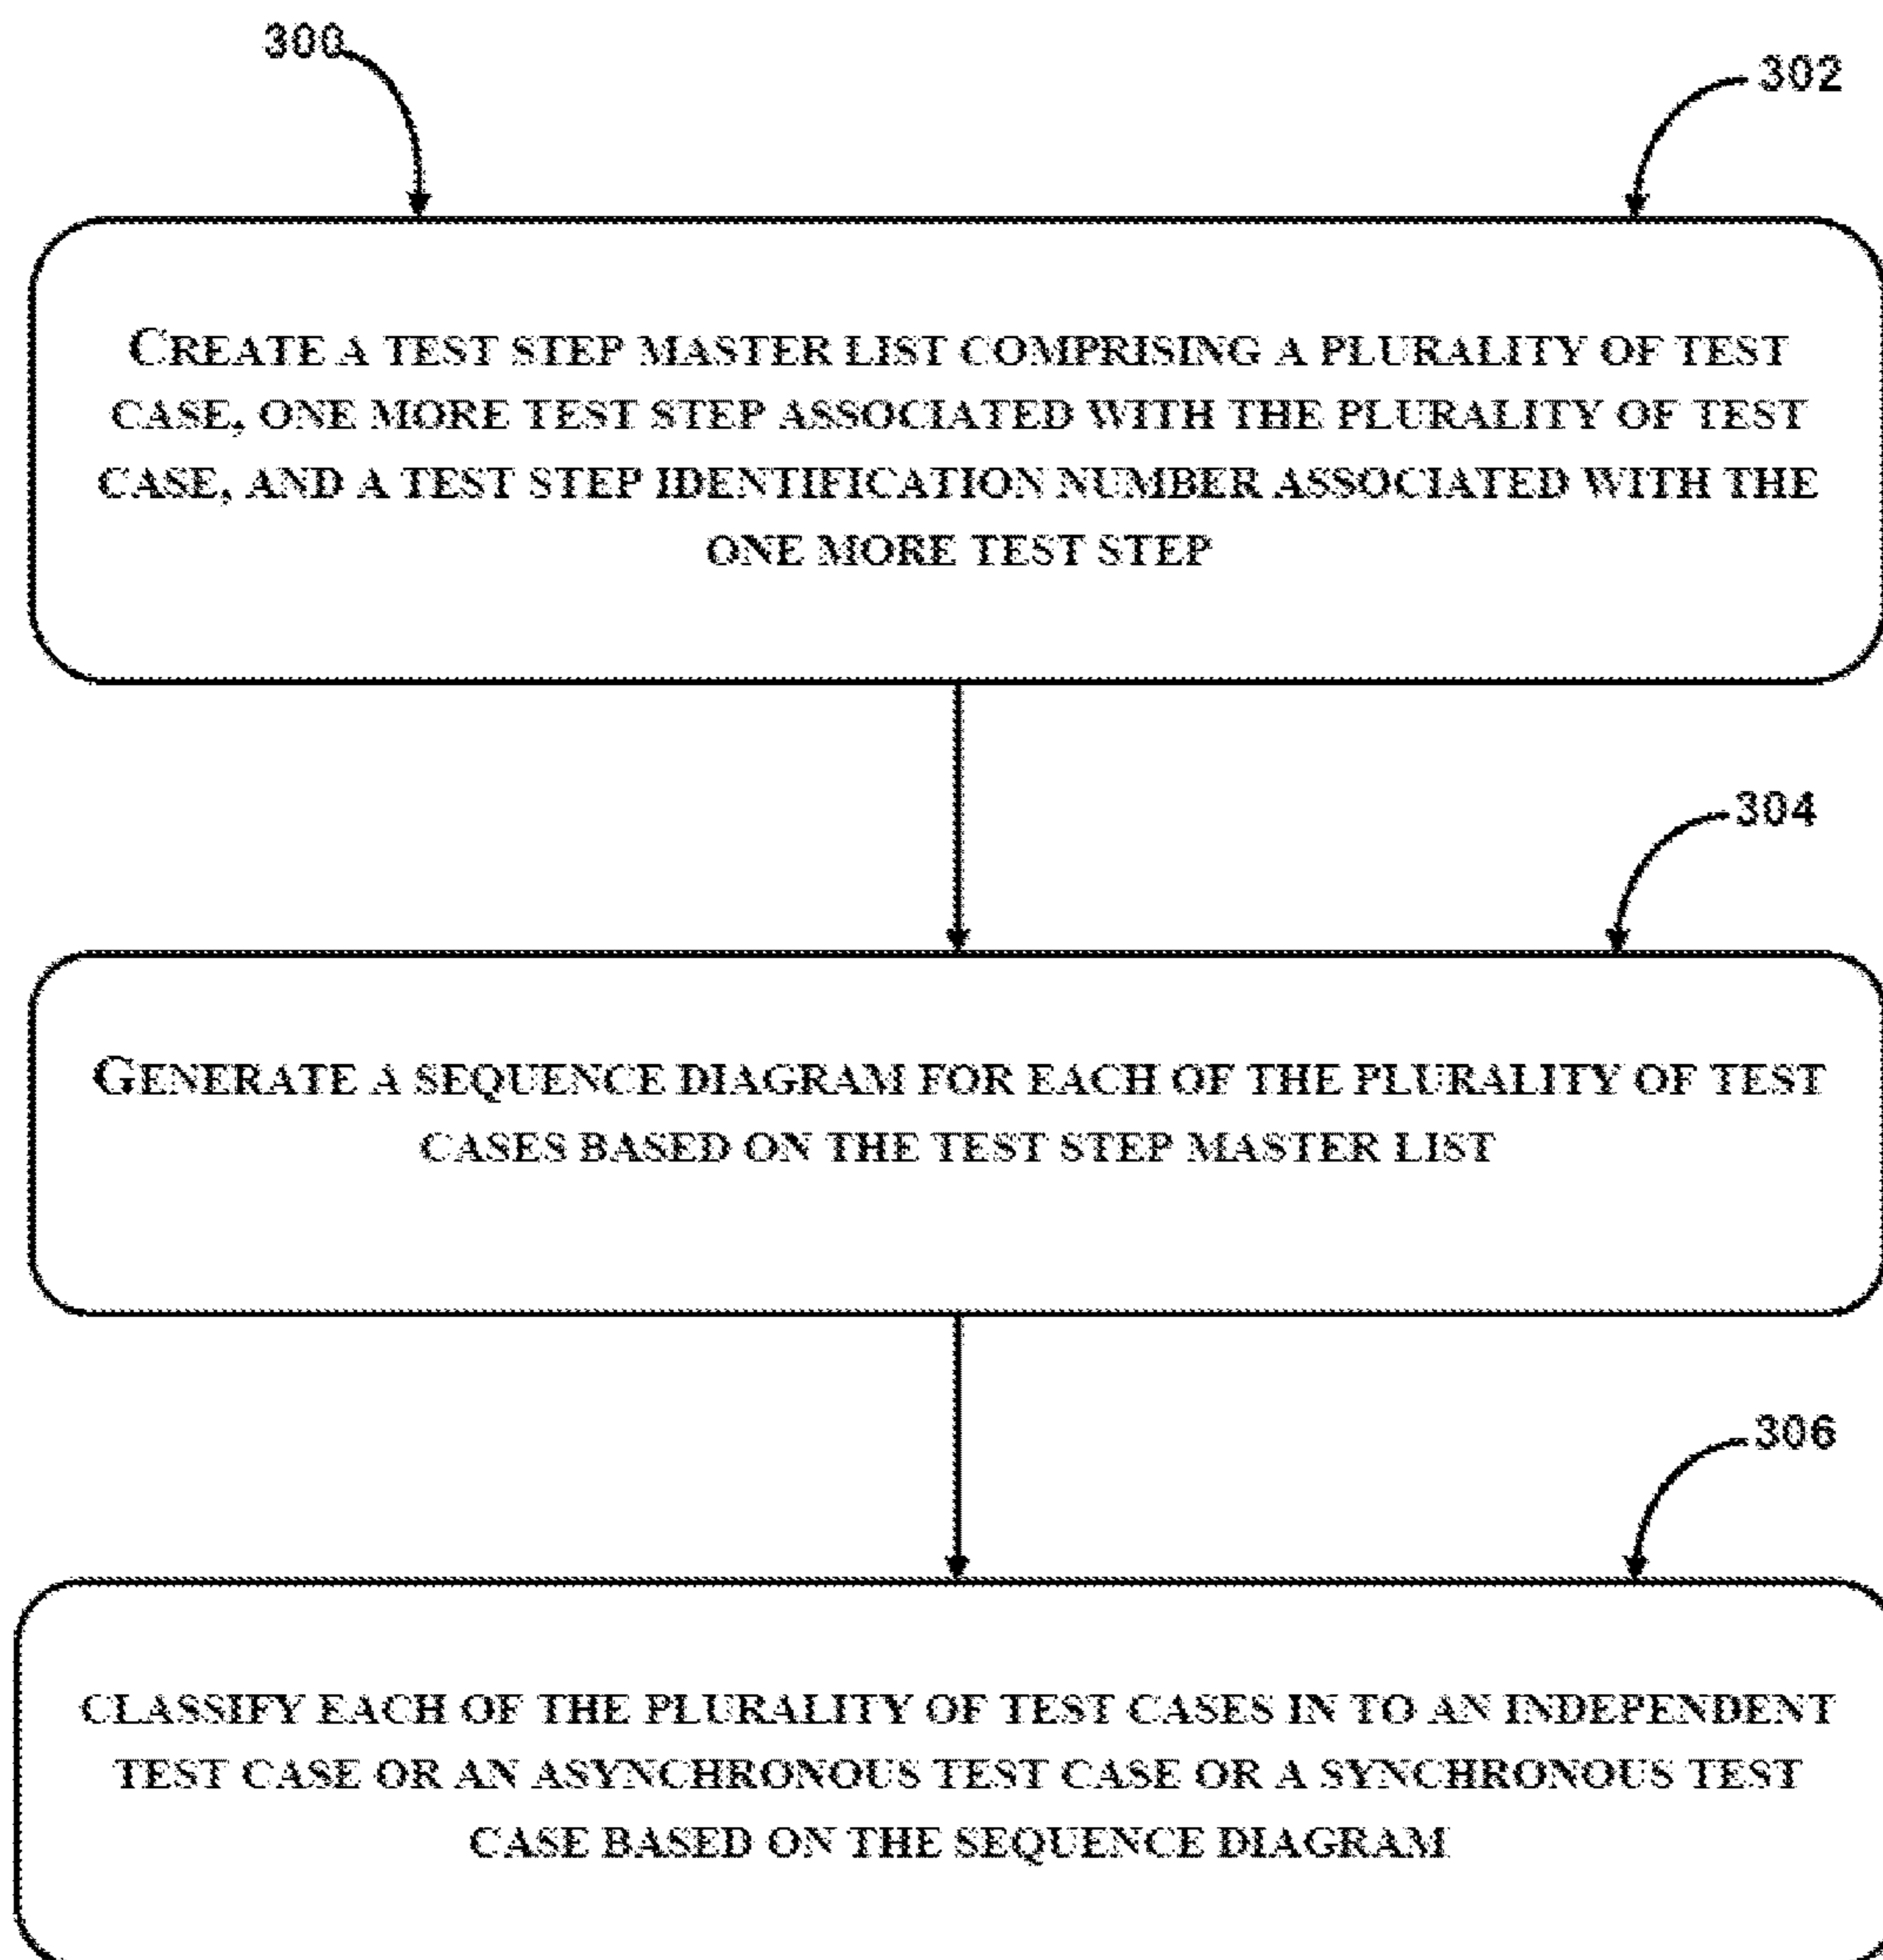 300
302
CREATE A TEST STEP MASTER LIST COMPRISING A PLURALITY OF TEST
CASE, ONE MORE TEST STEP ASSOCIATED WITH THE PLURALITY OF TEST
CASE, AND A TEST STEP IDENTIFICATION NUMBER ASSOCIATED WITH THE
ONE MORE TEST STEP
304
GENERATE A SEQUENCE DIAGRAM FOR EACH OF THE PLURALITY OF TEST
CASES BASED ON THE TEST STEP MASTER LIST
306
CLASSIFY EACH OF THE PLURALITY OF TEST CASES IN TO AN INDEPENDENT
TEST CASE OR AN ASYNCHRONOUS TEST CASE OR A SYNCHRONOUS TEST
CASE BASED ON THE SEQUENCE DIAGRAM